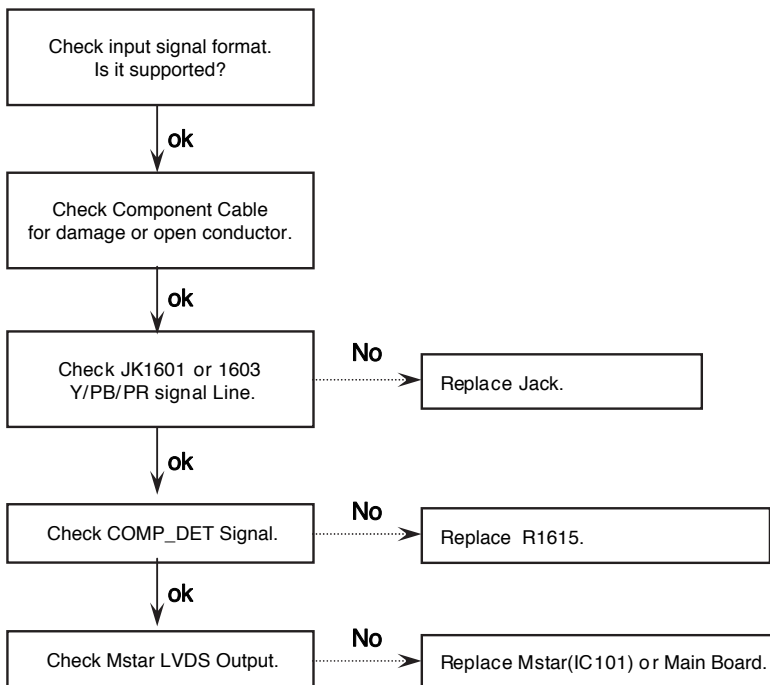 Check input signal format.
Is it supported?
ok
Check Component Cable
for damage or open conductor.
ok
Check JK1601 or 1603
Y/PB/PR signal Line.
No
Replace Jack.
ok
Check COMP_DET Signal.
No
Replace R1615.
ok
Check Mstar LVDS Output.
No
Replace Mstar(IC101) or Main Board.